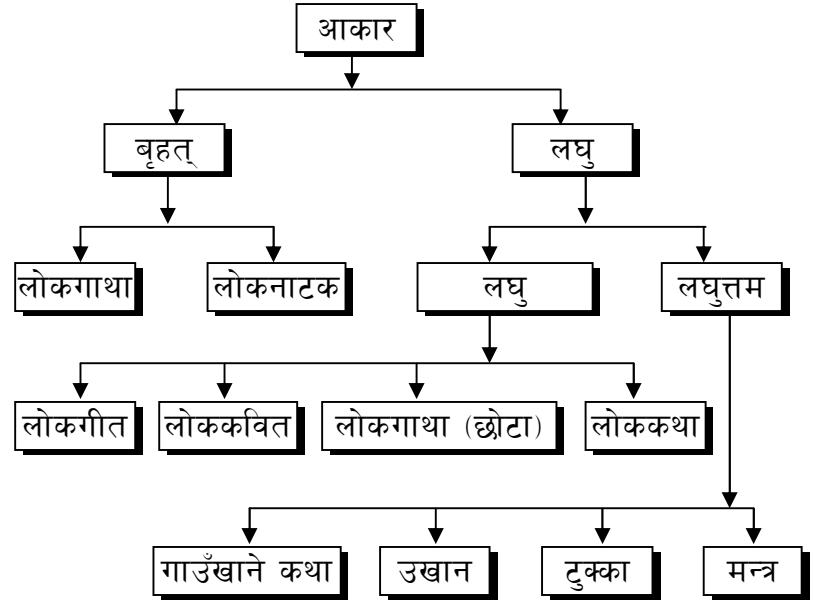 आकार
बृहत् लघु
लोकगाथा लोकनाटक लघु लघुत्तम
लोकगीत लोककवित लोकगाथा (छोटा) लोककथा
गाउँखाने कथा उखान टुक्का मन्त्र